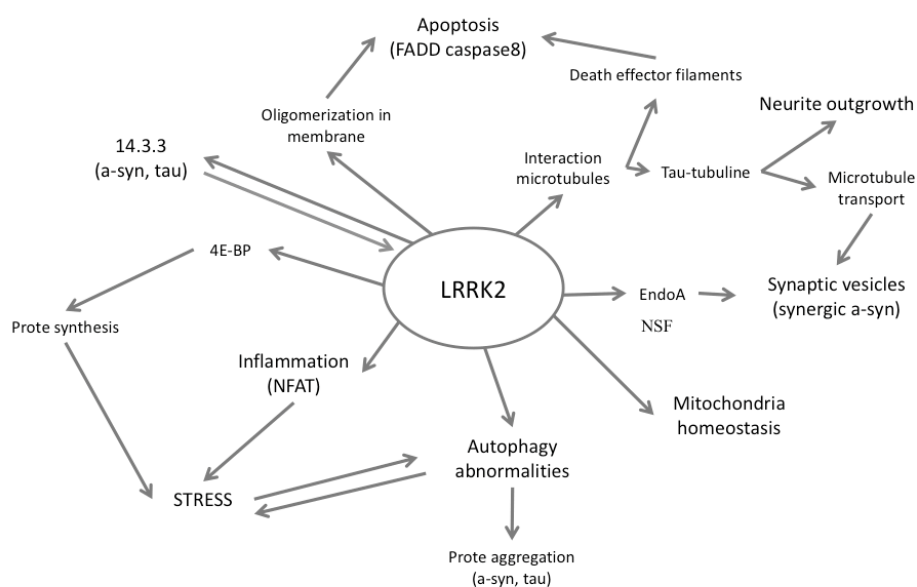 Apoptosis
(FADD caspase8)
Death effector filaments
Neurite outgrowth
Oligomerization in
membrane
14.3.3
(a-syn, tau)
Interaction
microtubules
Tau-tubuline
Microtubule
transport
4E-BP
LRRK2
EndoA
NSF
Synaptic vesicles
(synergic a-syn)
Prote synthesis
Inflammation
(NFAT)
Mitochondria
homeostasis
Autophagy
abnormalities
STRESS
Prote aggregation
(a-syn, tau)